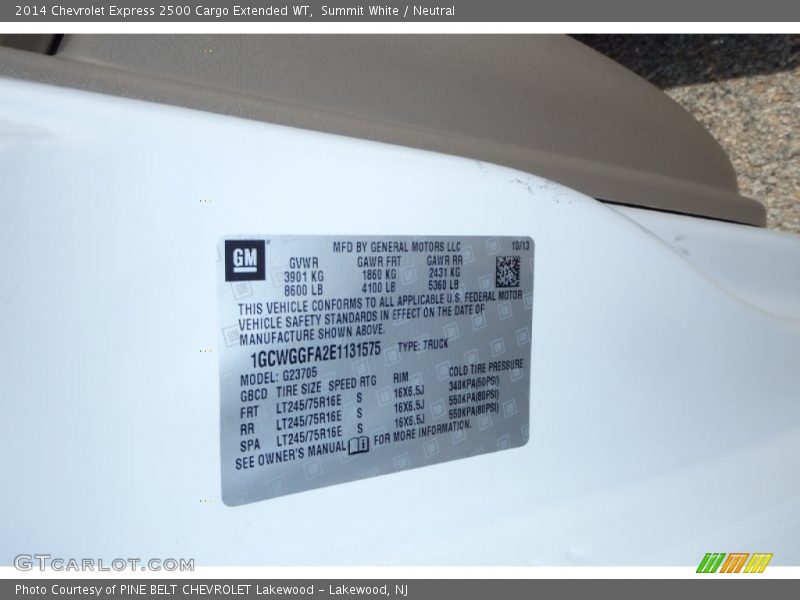 2014 Chevrolet Express 2500 Cargo Extended WT,  Summit White / Neutral
GM
MFD BY GENERAL MOTORS LLC 10/13
GVWR GAWR FRT GAWR RR
3901 KG 1860 KG 2431 KG
8600 LB 4100 LB 5360 LB
THIS VEHICLE CONFORMS TO ALL APPLICABLE U.S. FEDERAL MOTOR
VEHICLE SAFETY STANDARDS IN EFFECT ON THE DATE OF
MANUFACTURE SHOWN ABOVE.
1GCWGGFA2E1131575 TYPE: TRUCK
MODEL: G23705
GBCD TIRE SIZE SPEED RTG RIM COLD TIRE PRESSURE
FRT LT245/75R16E S 16X6.5J 340KPA(50PSI)
RR LT245/75R16E S 16X6.5J 550KPA(80PSI)
SPA LT245/75R16E S 16X6.5J 550KPA(80PSI)
SEE OWNER'S MANUAL FOR MORE INFORMATION.
GTCARLOT.COM
Photo Courtesy of PINE BELT CHEVROLET Lakewood - Lakewood, NJ